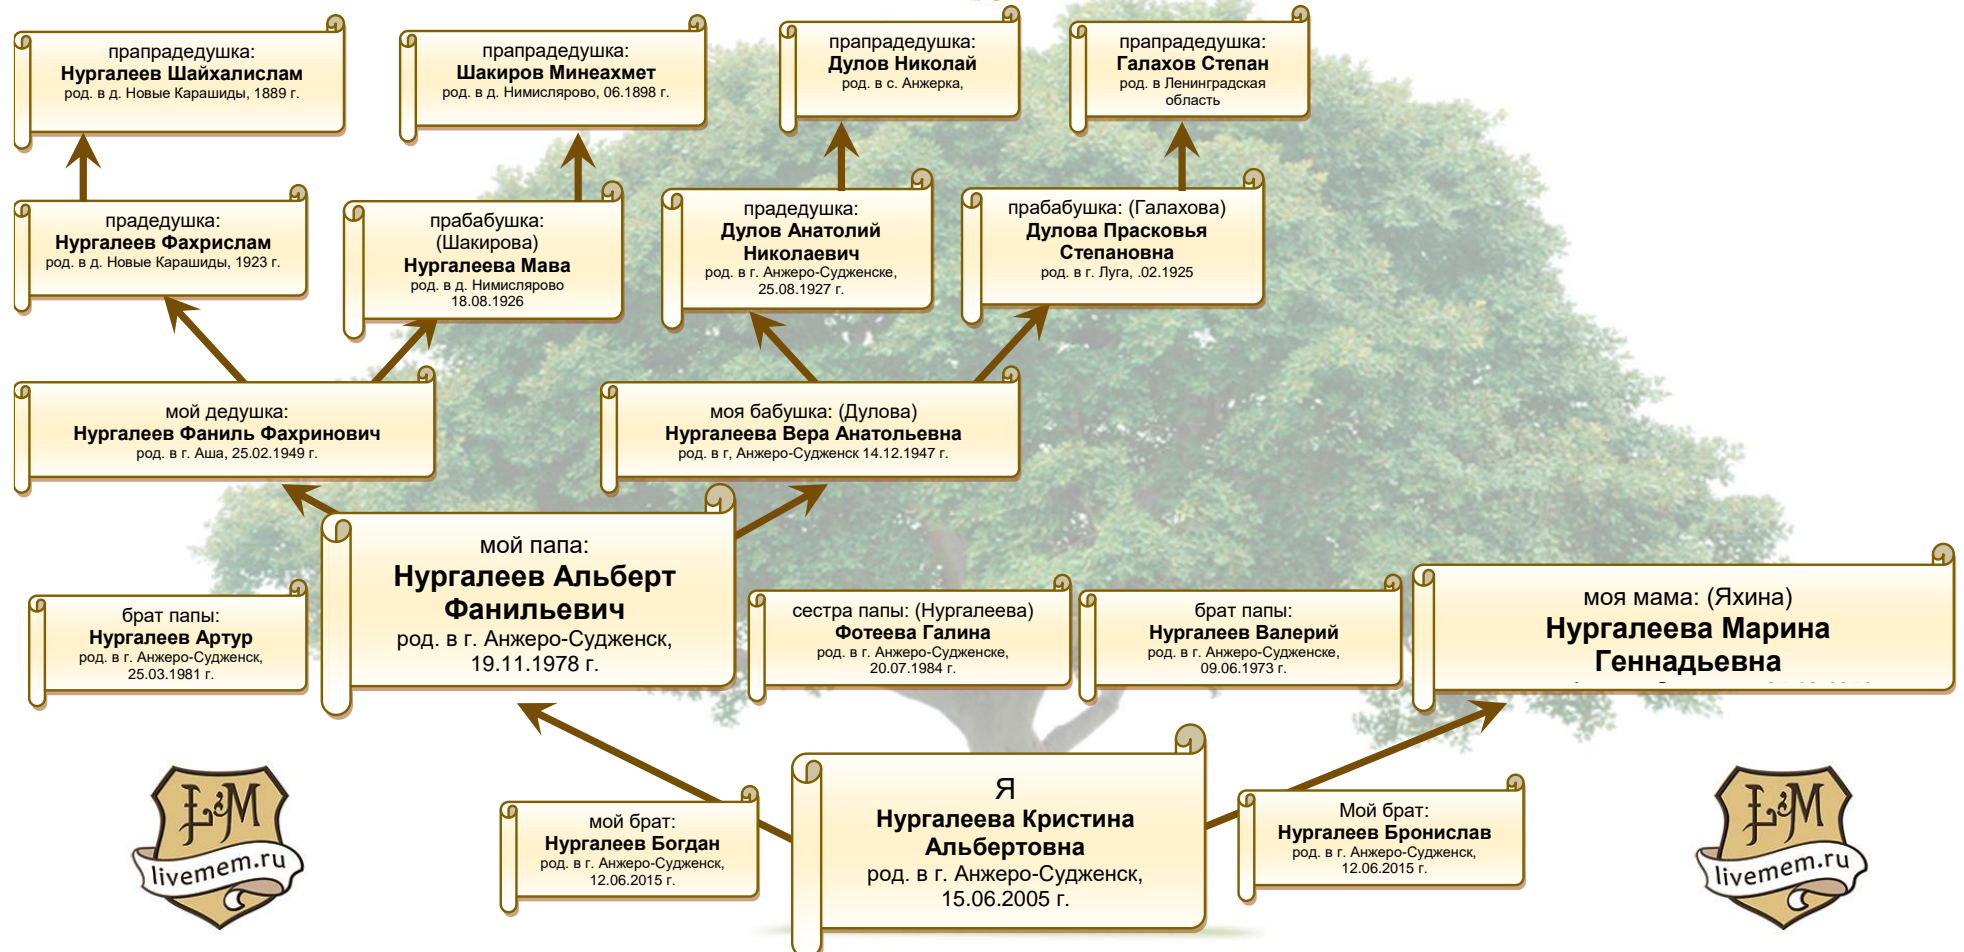 прапрадедушка:
Нургалеев Шайхалислам
род. в д. Новые Карашиды, 1889 г.
прапрадедушка:
Шакиров Минеахмет
род. в д. Нимислярово, 06.1898 г.
прапрадедушка:
Дулов Николай
род. в с. Анжерка,
прапрадедушка:
Галахов Степан
род. в Ленинградская
область
прадедушка:
Нургалеев Фахрислам
род. в д. Новые Карашиды, 1923 г.
прабабушка:
(Шакирова)
Нургалеева Мава
род. в д. Нимислярово
18.08.1926
прадедушка:
Дулов Анатолий
Николаевич
род. в г. Анжеро-Судженске,
25.08.1927 г.
прабабушка: (Галахова)
Дулова Прасковья
Степановна
род. в г. Луга, .02.1925
мой дедушка:
Нургалеев Фаниль Фахринович
род. в г. Аша, 25.02.1949 г.
моя бабушка: (Дулова)
Нургалеева Вера Анатольевна
род. в г, Анжеро-Судженск 14.12.1947 г.
брат папы:
Нургалеев Артур
род. в г. Анжеро-Судженск,
25.03.1981 г.
мой папа:
Нургалеев Альберт
Фанильевич
род. в г. Анжеро-Судженск,
19.11.1978 г.
сестра папы: (Нургалеева)
Фотеева Галина
род. в г. Анжеро-Судженске,
20.07.1984 г.
брат папы:
Нургалеев Валерий
род. в г. Анжеро-Судженске,
09.06.1973 г.
моя мама: (Яхина)
Нургалеева Марина
Геннадьевна
мой брат:
Нургалеев Богдан
род. в г. Анжеро-Судженск,
12.06.2015 г.
Я
Нургалеева Кристина
Альбертовна
род. в г. Анжеро-Судженск,
15.06.2005 г.
Мой брат:
Нургалеев Бронислав
род. в г. Анжеро-Судженск,
12.06.2015 г.
L&M
livemem.ru
L&M
livemem.ru